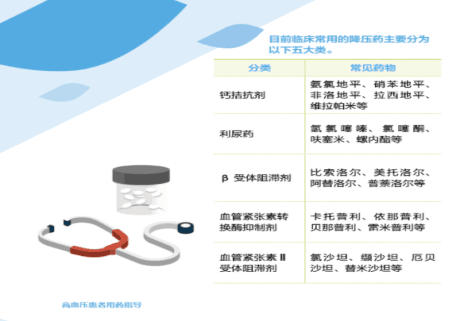 目前临床常用的降压药主要分为
以下五大类。
分类 常见药物
钙拮抗剂
氨氯地平、硝苯地平、
非洛地平、拉西地平、
维拉帕米等
利尿药
氢氯噻嗪、氯噻酮、
呋塞米、螺内酯等
β 受体阻滞剂
比索洛尔、美托洛尔、
阿替洛尔、普萘洛尔等
血管紧张素转
换酶抑制剂
卡托普利、依那普利、
贝那普利、雷米普利等
血管紧张素Ⅱ
受体阻滞剂
氯沙坦、缬沙坦、厄贝
沙坦、替米沙坦等
高血压患者用药指导